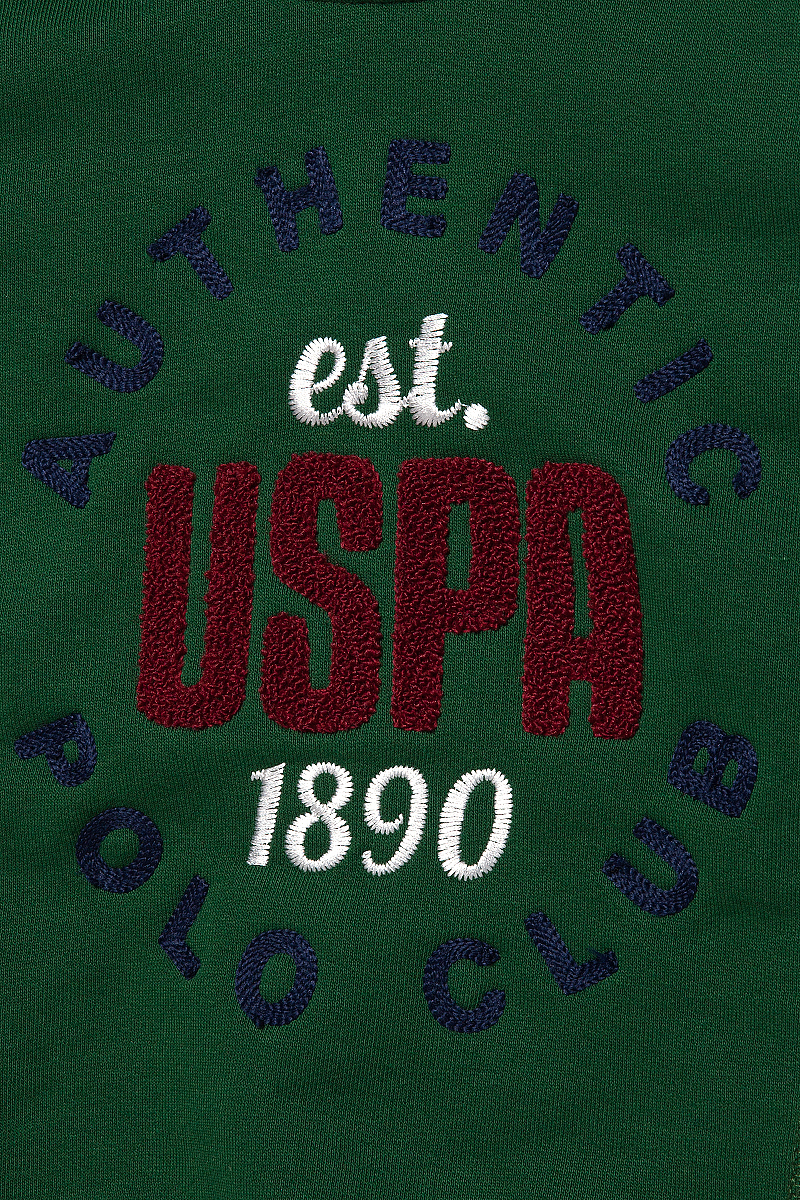 AUTHENTIC
est.
USPA
1890
POLO CLUB